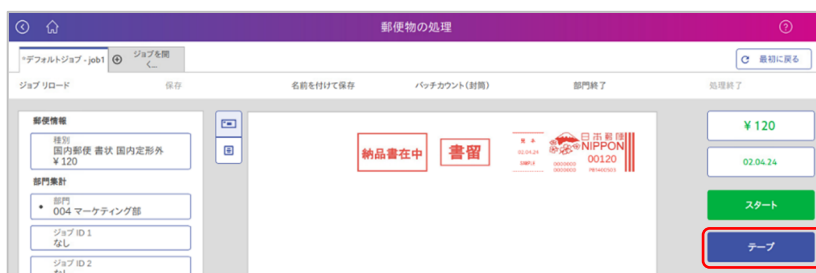 郵便物の処理
*デフォルトジョブ - job1
ジョブを開
く...
最初に戻る
ジョブ リロード
保存
名前を付けて保存
バッチカウント(封筒)
部門終了
処理終了
郵便情報
種別
国内郵便 書状 国内定形外
¥ 120
部門集計
部門
004 マーケティング部
ジョブ ID 1
なし
ジョブ ID 2
なし
納品書在中
書留
見 本
02.04.24
SAMPLE
日本郵便
NIPPON
00120
¥ 120
02.04.24
スタート
テープ